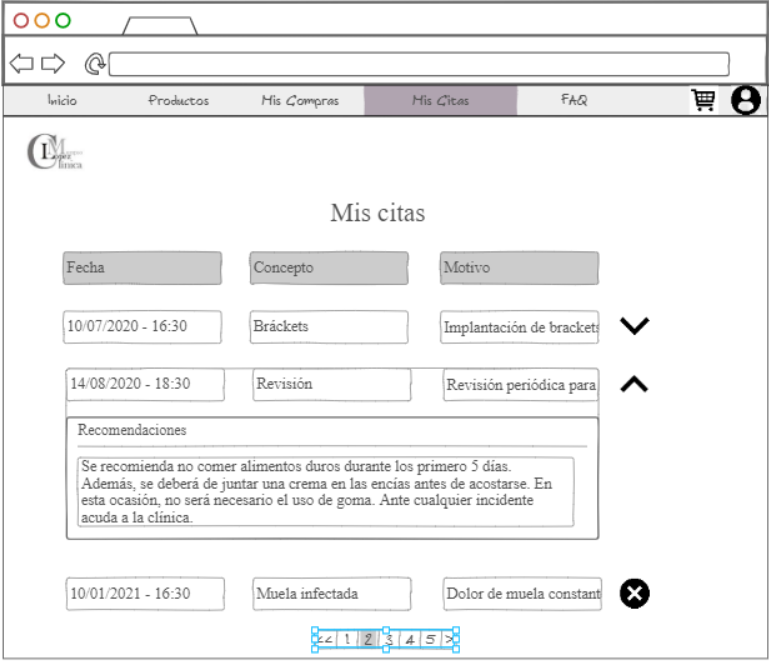 Inicio Productos Mis Compras Mis Citas FAQ
CLM
López
línica
Mis citas
Fecha Concepto Motivo
10/07/2020 - 16:30 Bráckets Implantación de brackets
14/08/2020 - 18:30 Revisión Revisión periódica para
Recomendaciones
Se recomienda no comer alimentos duros durante los primero 5 días.
Además, se deberá de juntar una crema en las encías antes de acostarse. En
esta ocasión, no será necesario el uso de goma. Ante cualquier incidente
acuda a la clínica.
10/01/2021 - 16:30 Muela infectada Dolor de muela constant
<< 1 2 3 4 5 >